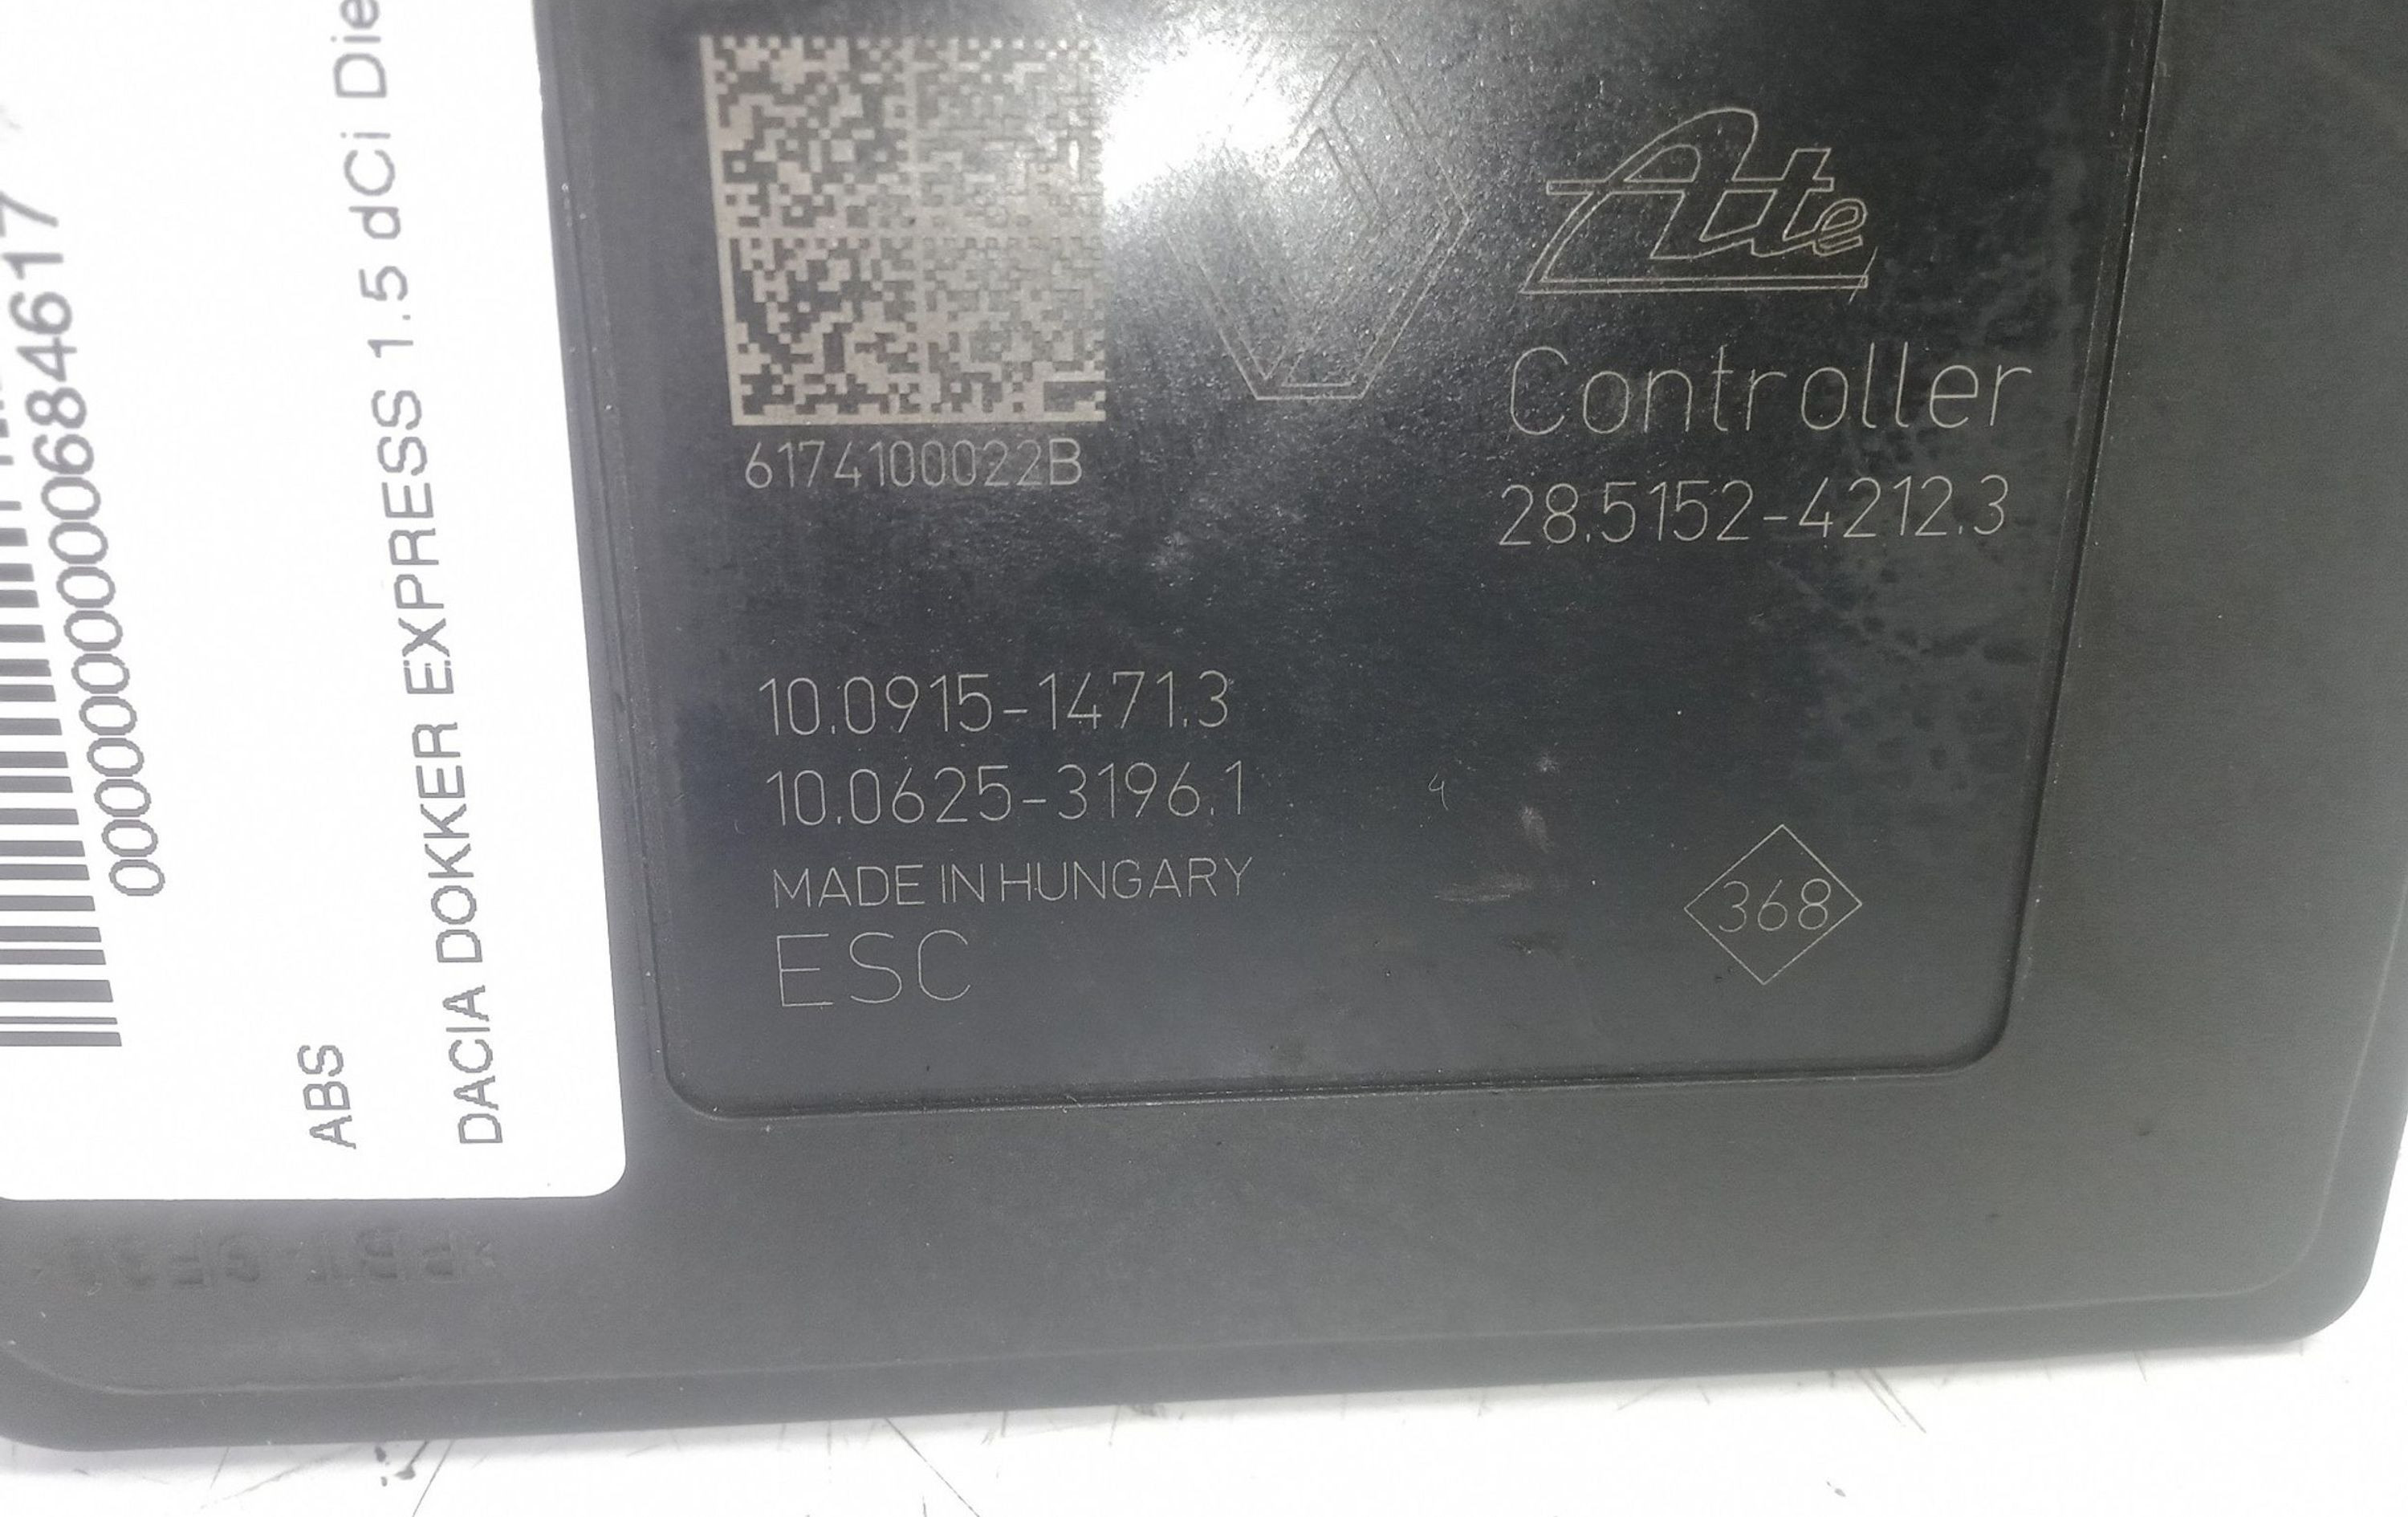 0000000000684617
ABS
DACIA DOKKER EXPRESS 1.5 dCi Die
6174100022B
Ate
Controller
28.5152-4212.3
10.0915-1471.3
10.0625-3196.1
MADE IN HUNGARY
ESC
368